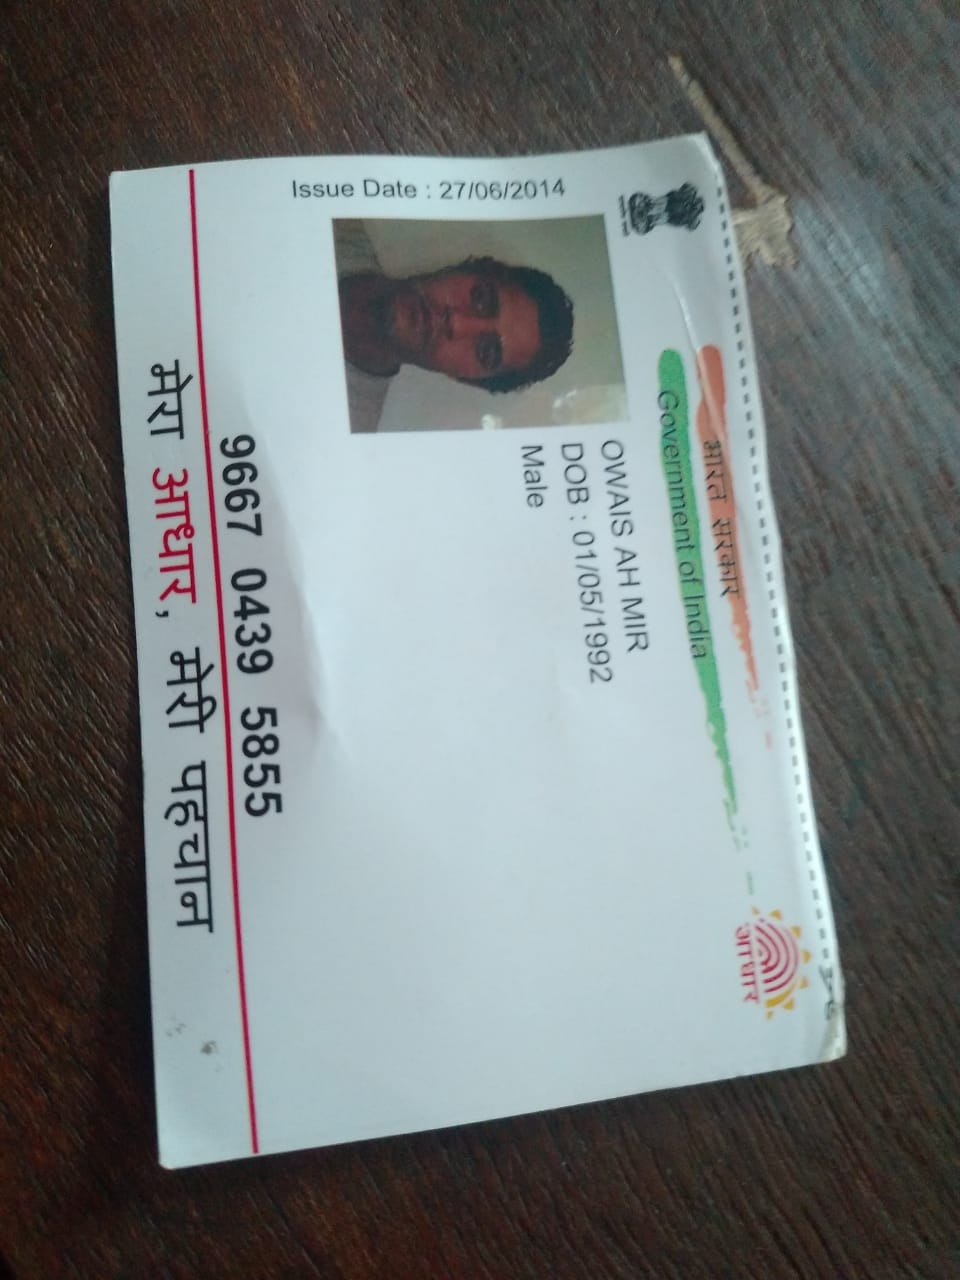 भारत सरकार
Government of India
आधार
OWAIS AH MIR
DOB : 01/05/1992
Male
Issue Date : 27/06/2014
9667 0439 5855
मेरा आधार, मेरी पहचान